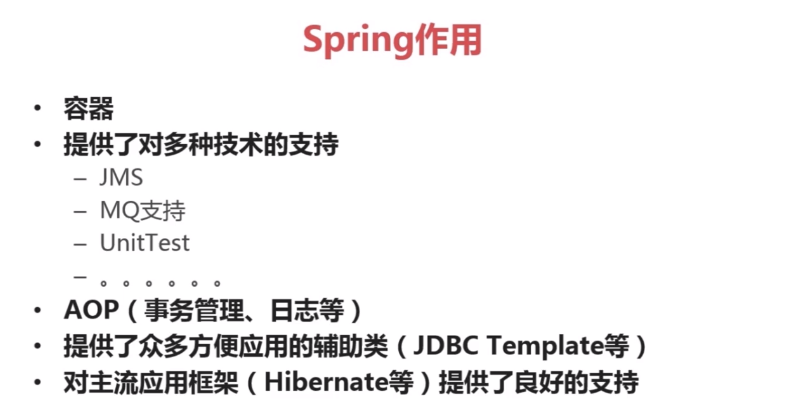 Spring作用
• 容器
• 提供了对多种技术的支持
– JMS
– MQ支持
– UnitTest
– 。。。。。。
• AOP（事务管理、日志等）
• 提供了众多方便应用的辅助类（JDBC Template等）
• 对主流应用框架（Hibernate等）提供了良好的支持